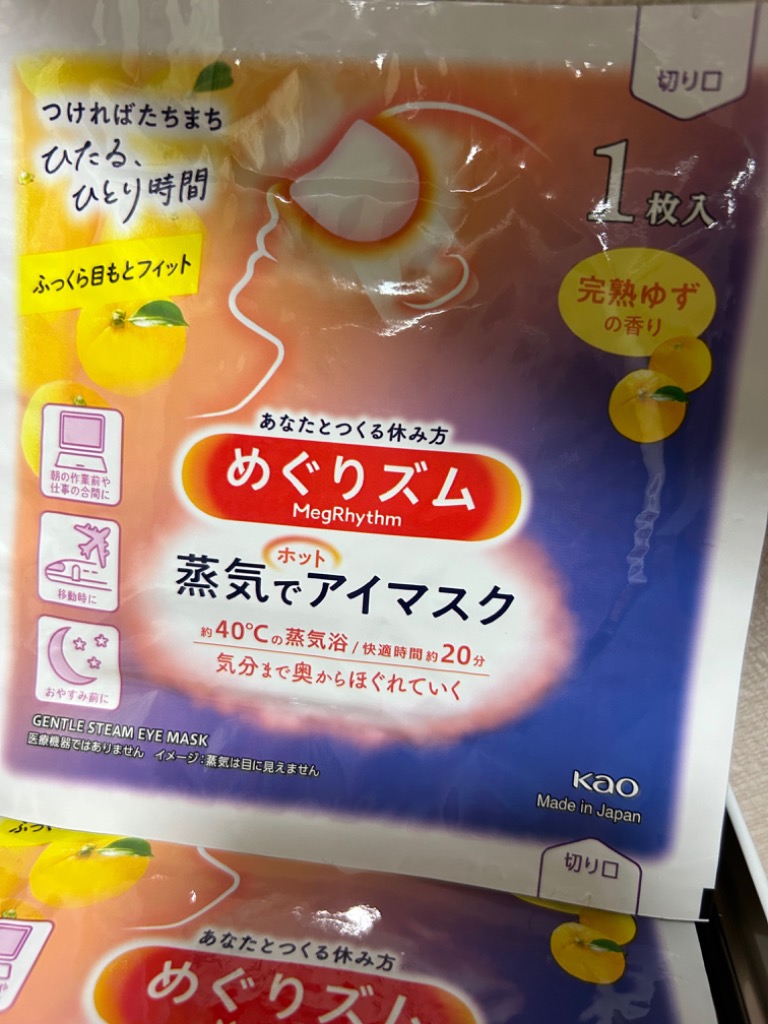 切り口
つければたちまち
ひたる、
ひとり時間
1枚入
ふっくら目もとフィット
完熟ゆず
の香り
あなたとつくる休み方
めぐりズム
MegRhythm
朝の作業前や
仕事の合間に
ホット
蒸気でアイマスク
移動時に
約40℃の蒸気浴/快適時間約20分
気分まで奥からほぐれていく
おやすみ前に
GENTLE STEAM EYE MASK
医療機器ではありません イメージ:蒸気は目に見えません
Kao
Made in Japan
切り口
あなたとつくる休み方
めぐりズム